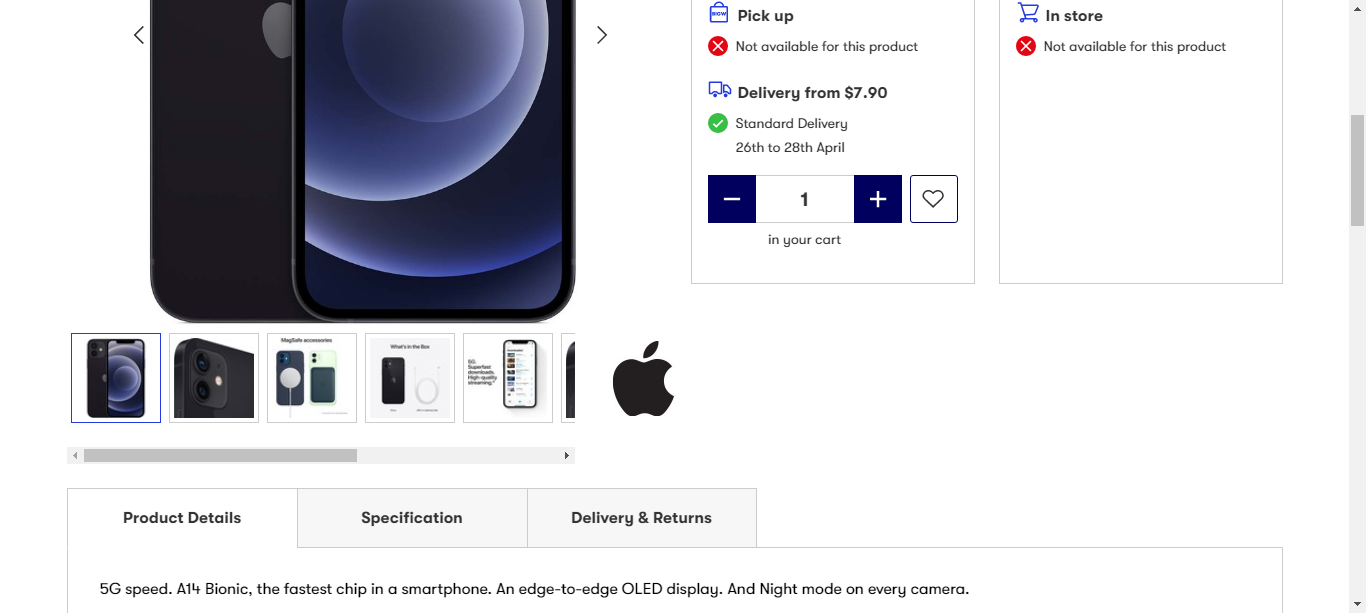 BIGW
Pick up
Not available for this product
Delivery from $7.90
Standard Delivery
26th to 28th April
1
in your cart
In store
Not available for this product
MagSafe accessories
What's in the Box
5G.
Superfast
downloads.
High-quality
streaming.
Product Details
Specification
Delivery & Returns
5G speed. A14 Bionic, the fastest chip in a smartphone. An edge-to-edge OLED display. And Night mode on every camera.